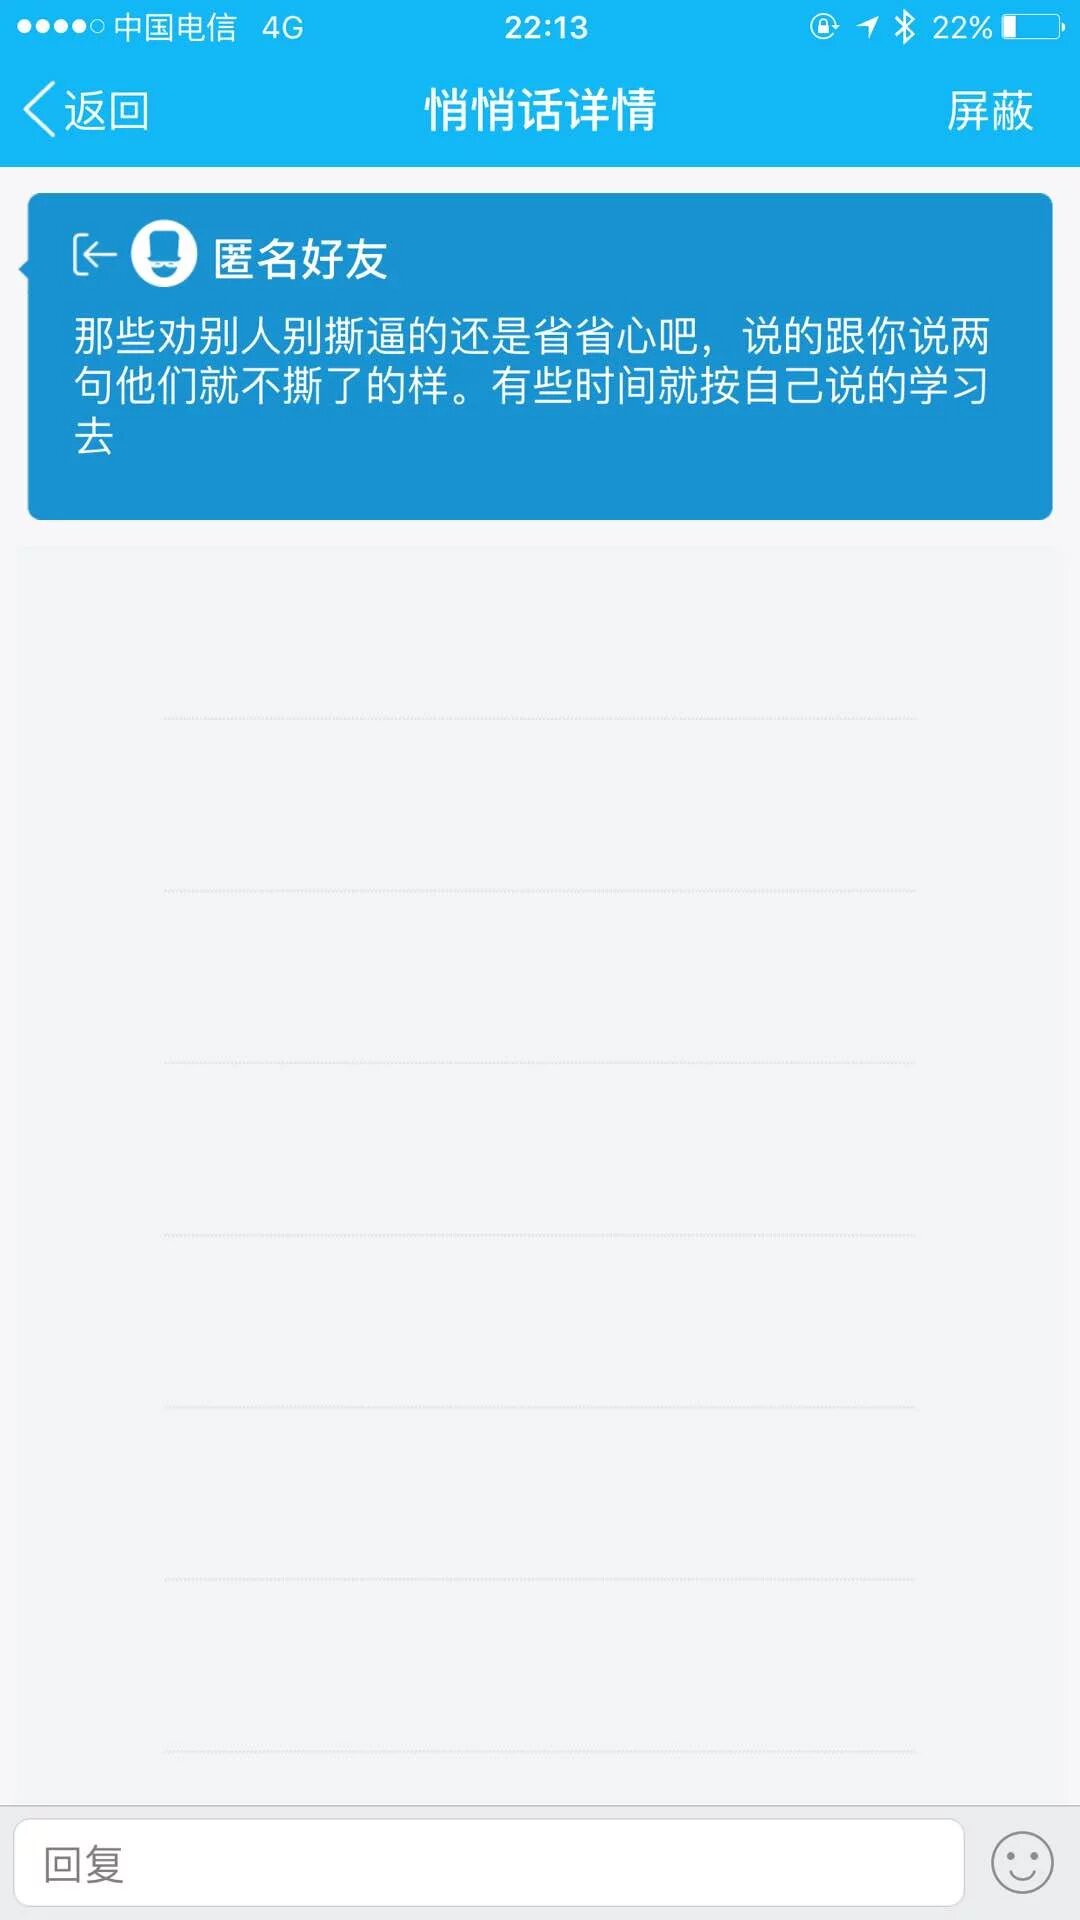 中国电信 4G 22:13 22%
返回 悄悄话详情 屏蔽
匿名好友
那些劝别人别撕逼的还是省省心吧，说的跟你说两
句他们就不撕了的样。有些时间就按自己说的学习
去
回复